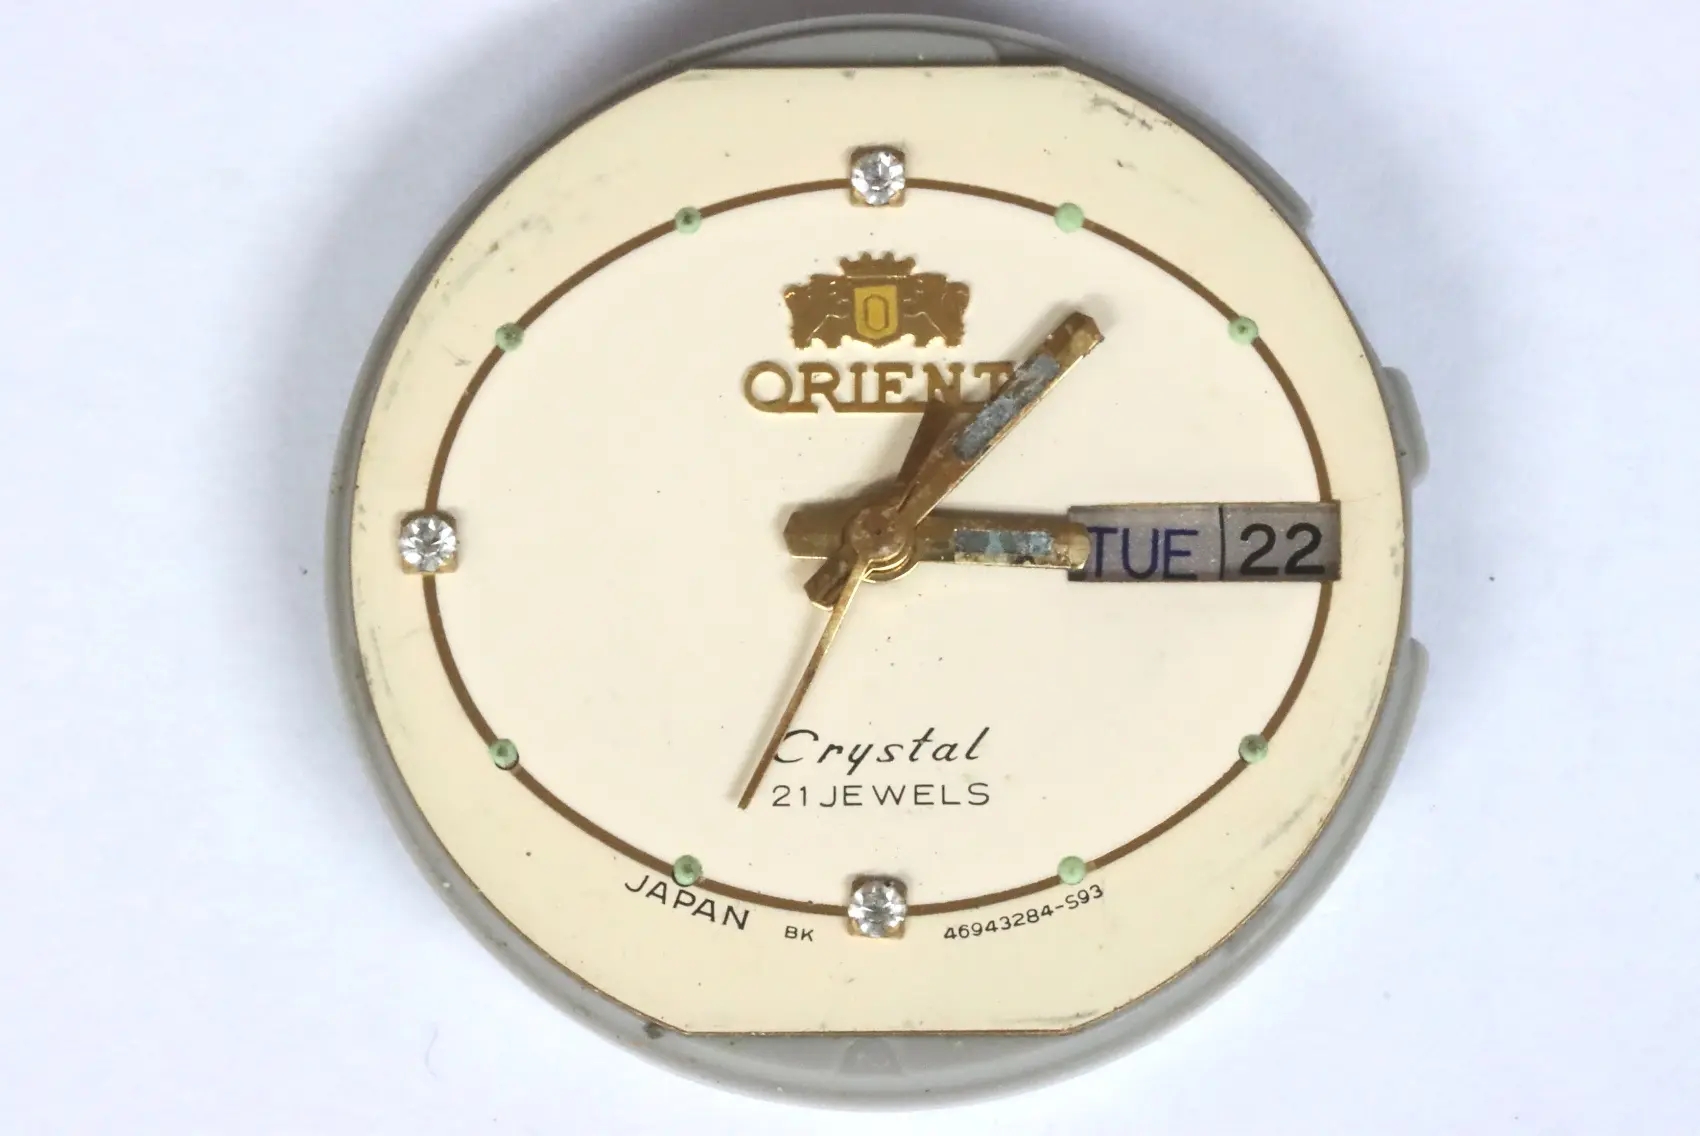 O
ORIENT
TUE 22
Crystal
21 JEWELS
JAPAN BK 46943284-S93